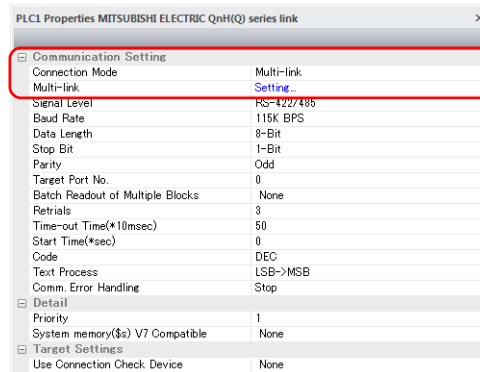 PLC1 Properties MITSUBISHI ELECTRIC QnH(Q) series link
Communication Setting
Connection Mode Multi-link
Multi-link Setting...
Signal Level RS-422/485
Baud Rate 115K BPS
Data Length 8-Bit
Stop Bit 1-Bit
Parity Odd
Target Port No. 0
Batch Readout of Multiple Blocks None
Retrials 3
Time-out Time(*10msec) 50
Start Time(*sec) 0
Code DEC
Text Process LSB->MSB
Comm. Error Handling Stop
Detail
Priority 1
System memory($s) V7 Compatible None
Target Settings
Use Connection Check Device None